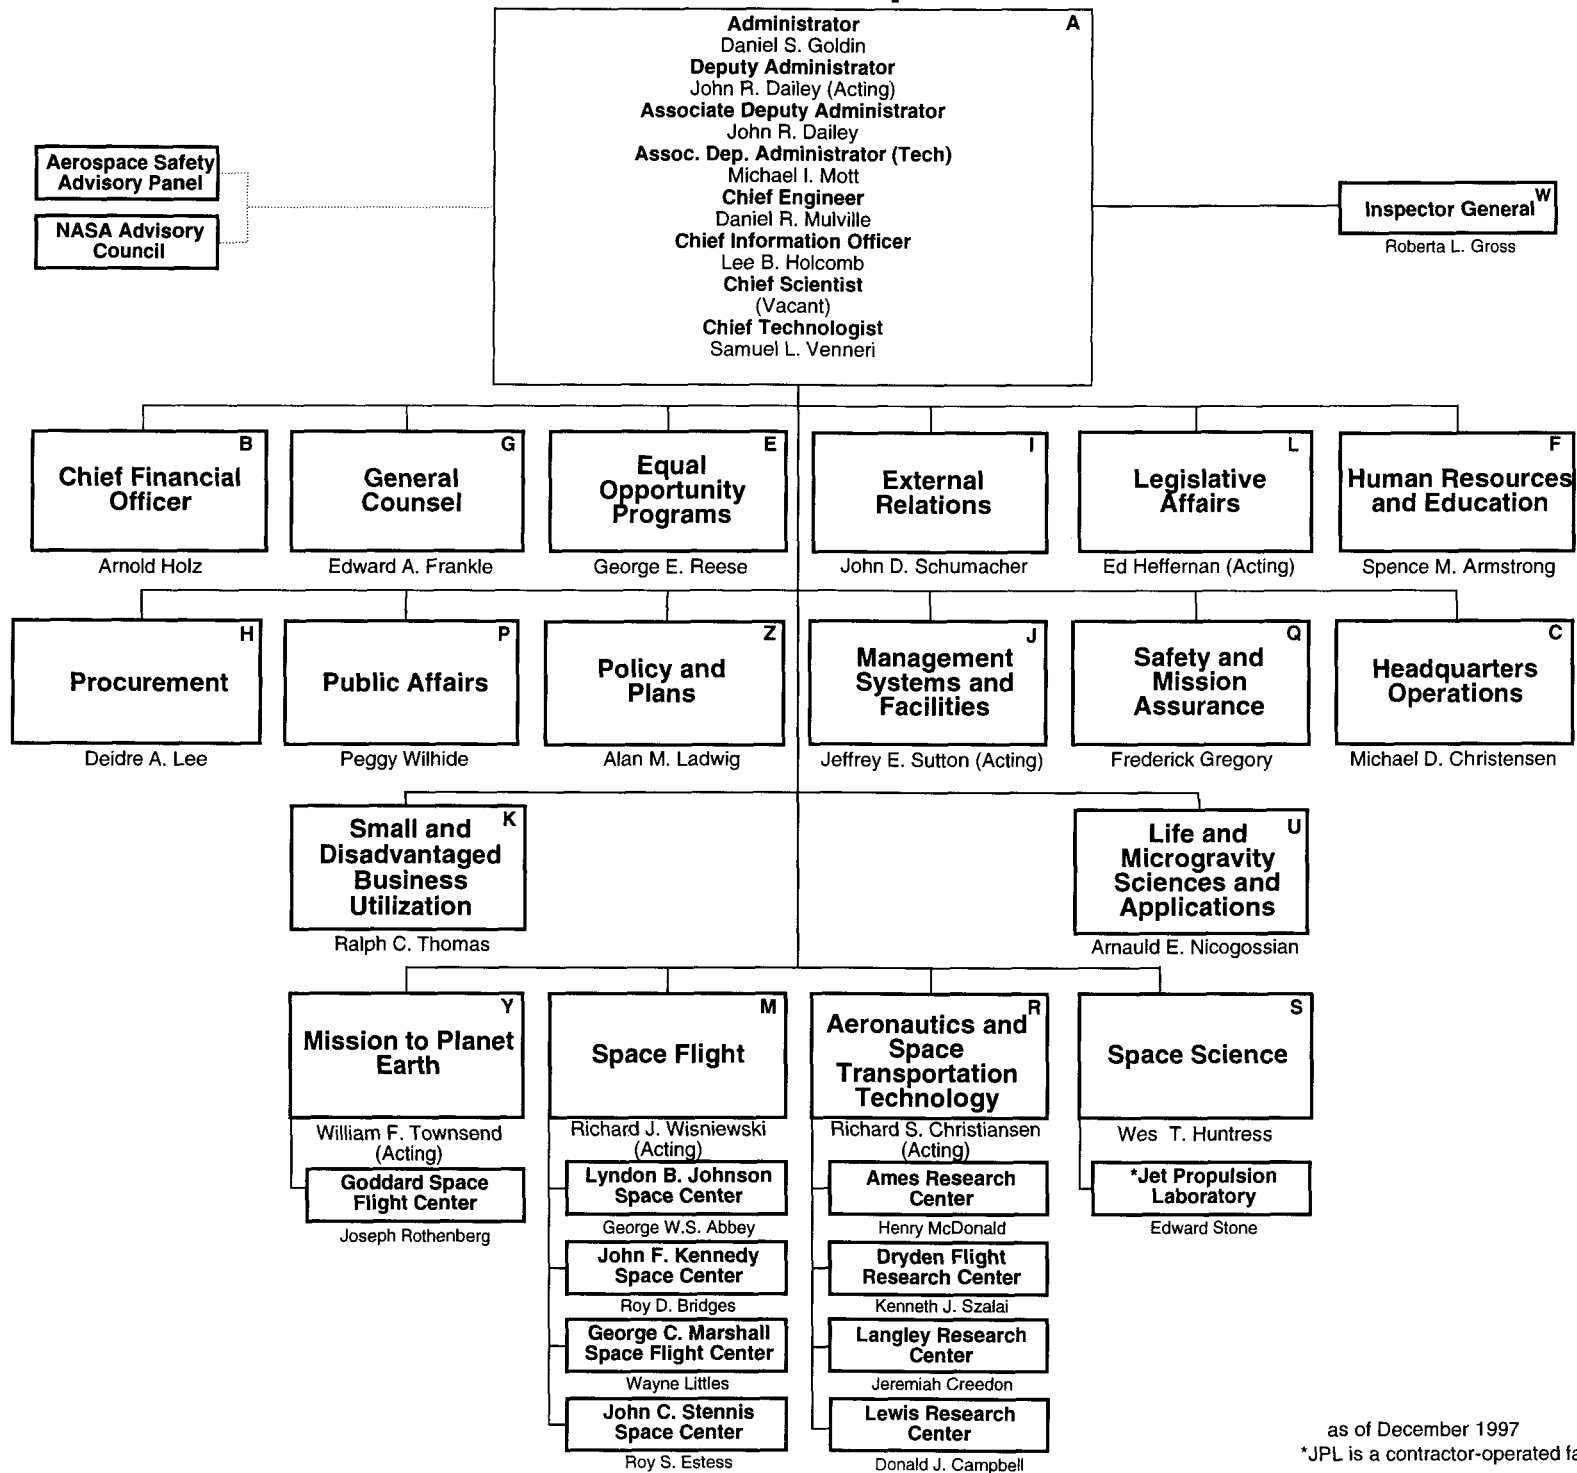 Administrator
A
Daniel S. Goldin
Deputy Administrator
John R. Dailey (Acting)
Associate Deputy Administrator
John R. Dailey
Assoc. Dep. Administrator (Tech)
Michael I. Mott
Chief Engineer
Daniel R. Mulville
Chief Information Officer
Lee B. Holcomb
Chief Scientist
(Vacant)
Chief Technologist
Samuel L. Venneri
Aerospace Safety
Advisory Panel
NASA Advisory
Council
Inspector General W
Roberta L. Gross
B
Chief Financial
Officer
Arnold Holz
G
General
Counsel
Edward A. Frankle
E
Equal
Opportunity
Programs
George E. Reese
I
External
Relations
John D. Schumacher
L
Legislative
Affairs
Ed Heffernan (Acting)
F
Human Resources
and Education
Spence M. Armstrong
H
Procurement
Deidre A. Lee
P
Public Affairs
Peggy Wilhide
Z
Policy and
Plans
Alan M. Ladwig
J
Management
Systems and
Facilities
Jeffrey E. Sutton (Acting)
Q
Safety and
Mission
Assurance
Frederick Gregory
C
Headquarters
Operations
Michael D. Christensen
K
Small and
Disadvantaged
Business
Utilization
Ralph C. Thomas
U
Life and
Microgravity
Sciences and
Applications
Arnauld E. Nicogossian
Y
Mission to Planet
Earth
William F. Townsend
(Acting)
Goddard Space
Flight Center
Joseph Rothenberg
M
Space Flight
Richard J. Wisniewski
(Acting)
Lyndon B. Johnson
Space Center
George W.S. Abbey
John F. Kennedy
Space Center
Roy D. Bridges
George C. Marshall
Space Flight Center
Wayne Littles
John C. Stennis
Space Center
Roy S. Estess
R
Aeronautics and
Space
Transportation
Technology
Richard S. Christiansen
(Acting)
Ames Research
Center
Henry McDonald
Dryden Flight
Research Center
Kenneth J. Szalai
Langley Research
Center
Jeremiah Creedon
Lewis Research
Center
Donald J. Campbell
S
Space Science
Wes T. Huntress
*Jet Propulsion
Laboratory
Edward Stone
as of December 1997
*JPL is a contractor-operated